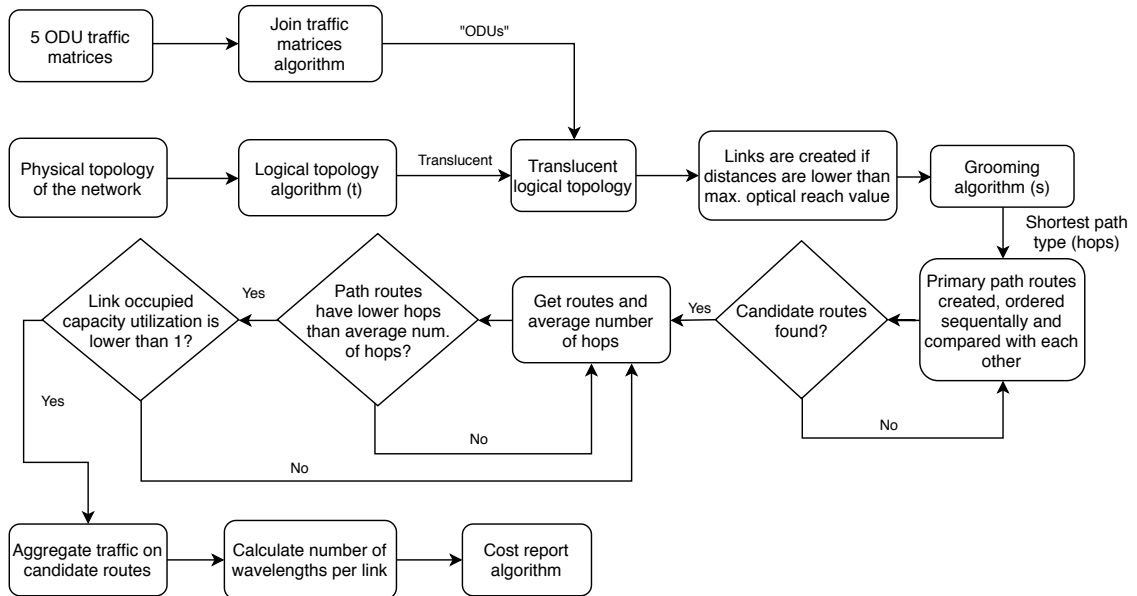 5 ODU traffic
matrices
Join traffic
matrices
algorithm
"ODUs"
Physical topology
of the network
Logical topology
algorithm (t)
Translucent
Translucent
logical topology
Links are created if
distances are lower than
max. optical reach value
Grooming
algorithm (s)
Shortest path
type (hops)
Primary path routes
created, ordered
sequentally and
compared with each
other
Candidate routes
found?
No
Yes
Get routes and
average number
of hops
Path routes
have lower hops
than average num.
of hops?
No
Yes
Link occupied
capacity utilization is
lower than 1?
No
Yes
Aggregate traffic on
candidate routes
Calculate number of
wavelengths per link
Cost report
algorithm